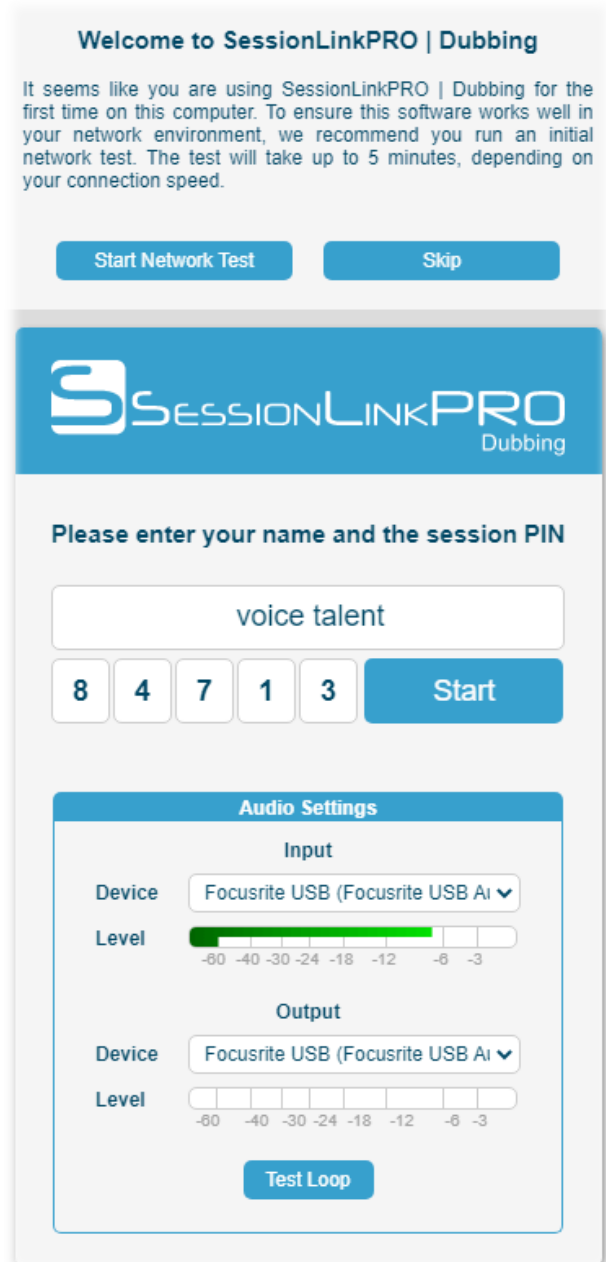 Welcome to SessionLinkPRO | Dubbing
It seems like you are using SessionLinkPRO | Dubbing for the
first time on this computer. To ensure this software works well in
your network environment, we recommend you run an initial
network test. The test will take up to 5 minutes, depending on
your connection speed.
Start Network Test Skip
SESSIONLINKPRO
Dubbing
Please enter your name and the session PIN
voice talent
8 4 7 1 3 Start
Audio Settings
Input
Device Focusrite USB (Focusrite USB Au
Level
-60 -40 -30 -24 -18 -12 -6 -3
Output
Device Focusrite USB (Focusrite USB Au
Level
-60 -40 -30 -24 -18 -12 -6 -3
Test Loop